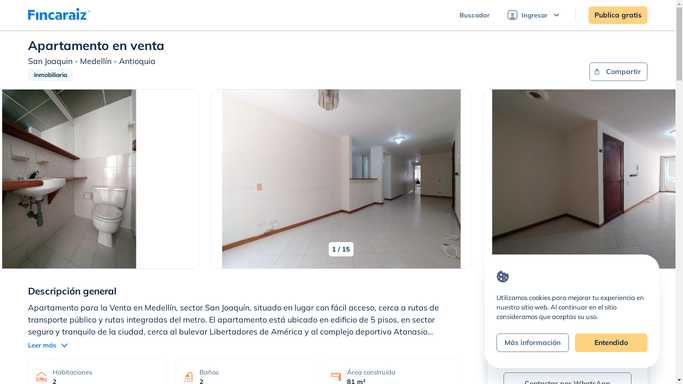 Fincaraiz
Buscador
Ingresar
Publica gratis
Apartamento en venta
San Joaquin - Medellín - Antioquia
Inmobiliaria
Compartir
1 / 15
Descripción general
Apartamento para la Venta en Medellín, sector San Joaquín, situado en lugar con fácil acceso, cerca a rutas de
transporte público y rutas integradas del metro. El apartamento está ubicado en edificio de 5 pisos, en sector
seguro y tranquilo de la ciudad, cerca al bulevar Libertadores de América y al complejo deportivo Atanasio...
Leer más
Habitaciones
2
Baños
2
Área construida
81 m²
Utilizamos cookies para mejorar tu experiencia en
nuestro sitio web. Al continuar en el sitio
consideramos que aceptas su uso.
Más información
Entendido
Contactar por WhatsApp